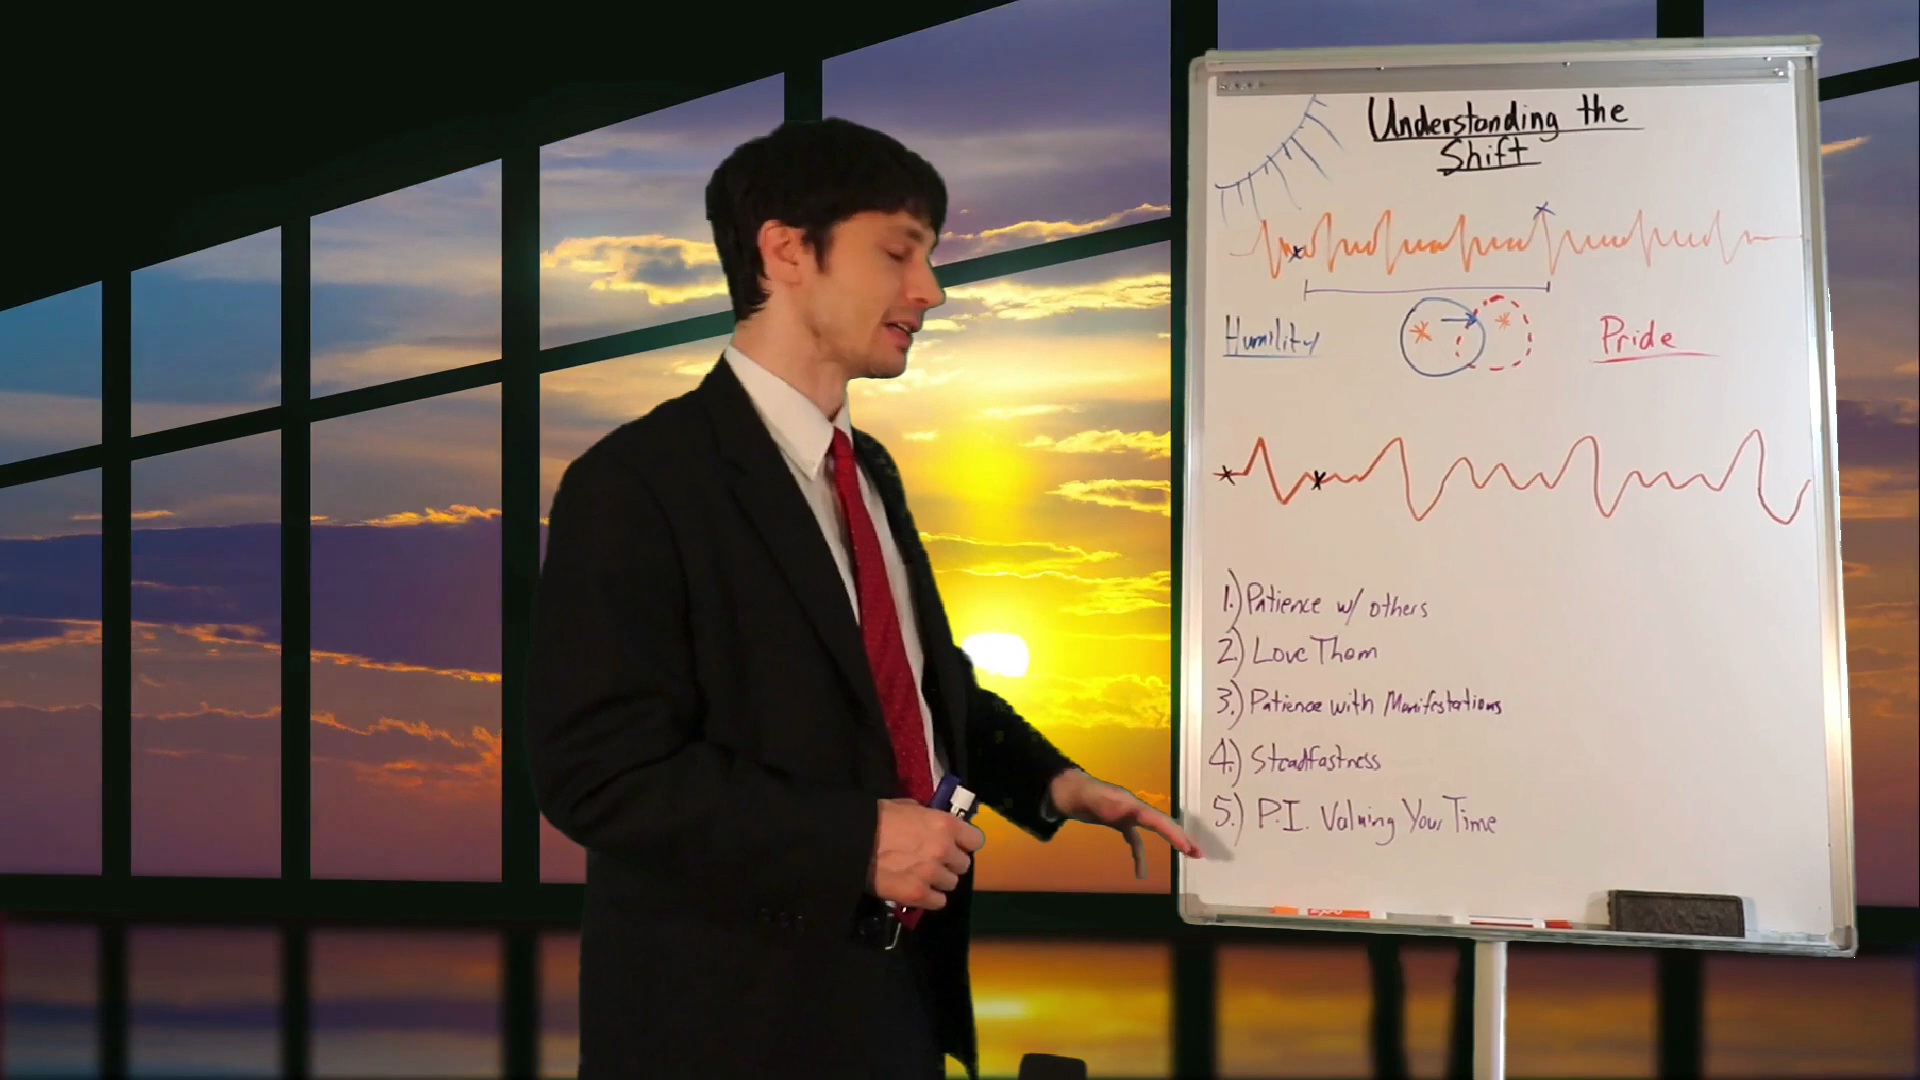 Understanding the
Shift
Humility
Pride
1.) Patience w/ others
2.) Love Them
3.) Patience with Manifestations
4.) Steadfastness
5.) P.I. Valuing Your Time